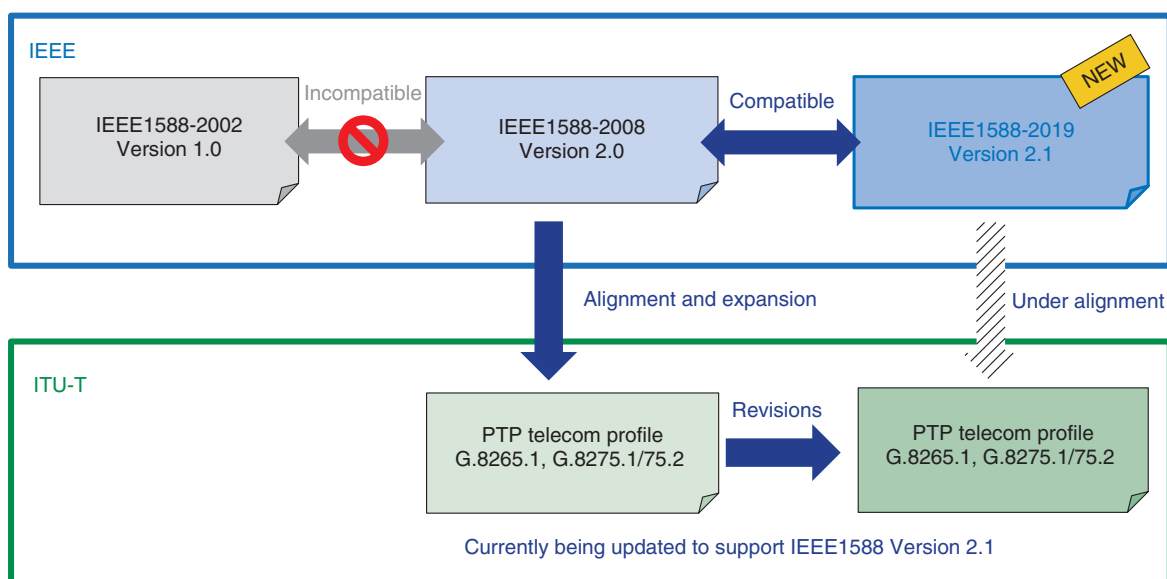 IEEE
NEW
IEEE1588-2002
Version 1.0
Incompatible
IEEE1588-2008
Version 2.0
Compatible
IEEE1588-2019
Version 2.1
Alignment and expansion
Under alignment
ITU-T
PTP telecom profile
G.8265.1, G.8275.1/75.2
Revisions
PTP telecom profile
G.8265.1, G.8275.1/75.2
Currently being updated to support IEEE1588 Version 2.1